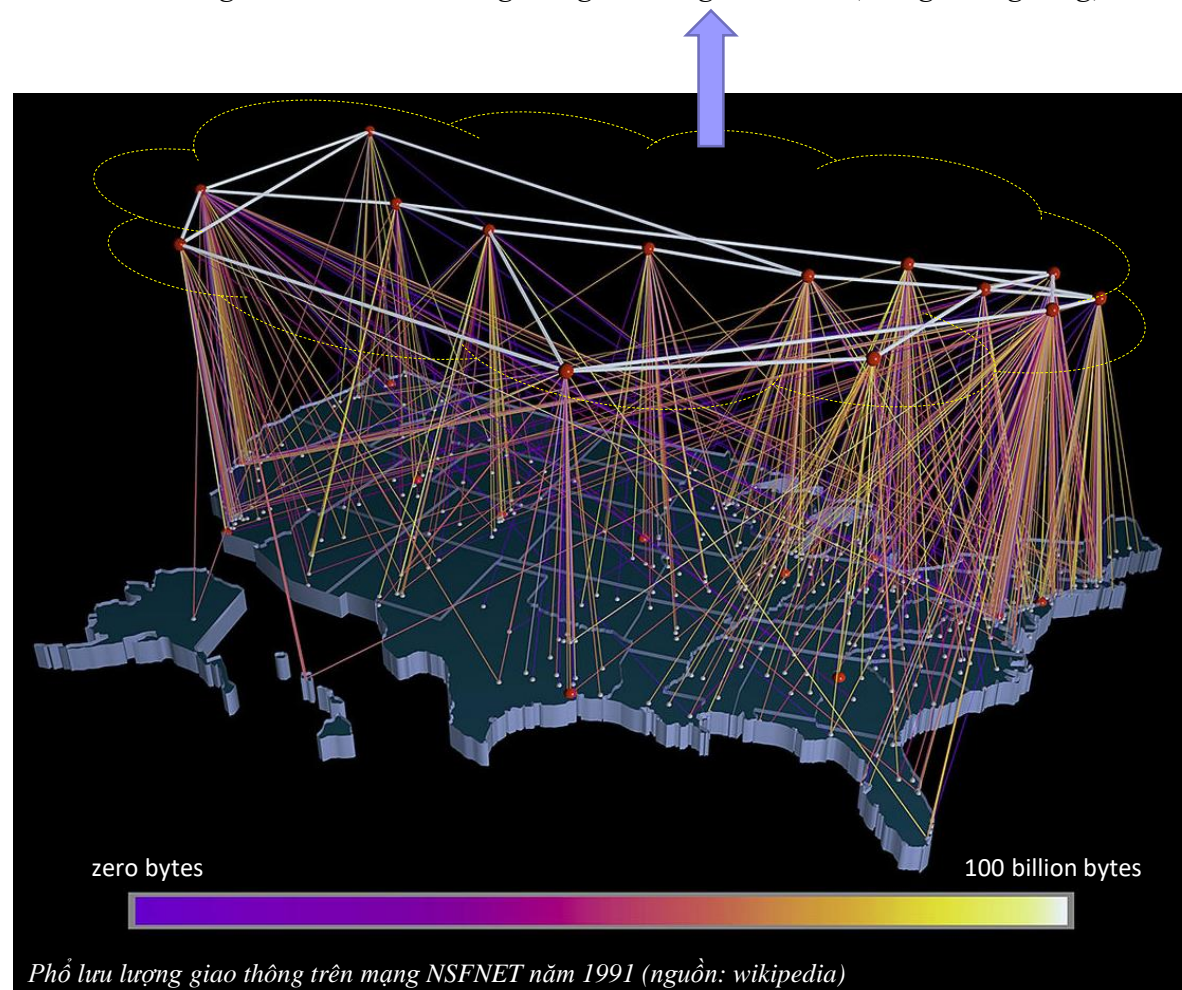 zero bytes 100 billion bytes
Phổ lưu lượng giao thông trên mạng NSFNET năm 1991 (nguồn: wikipedia)